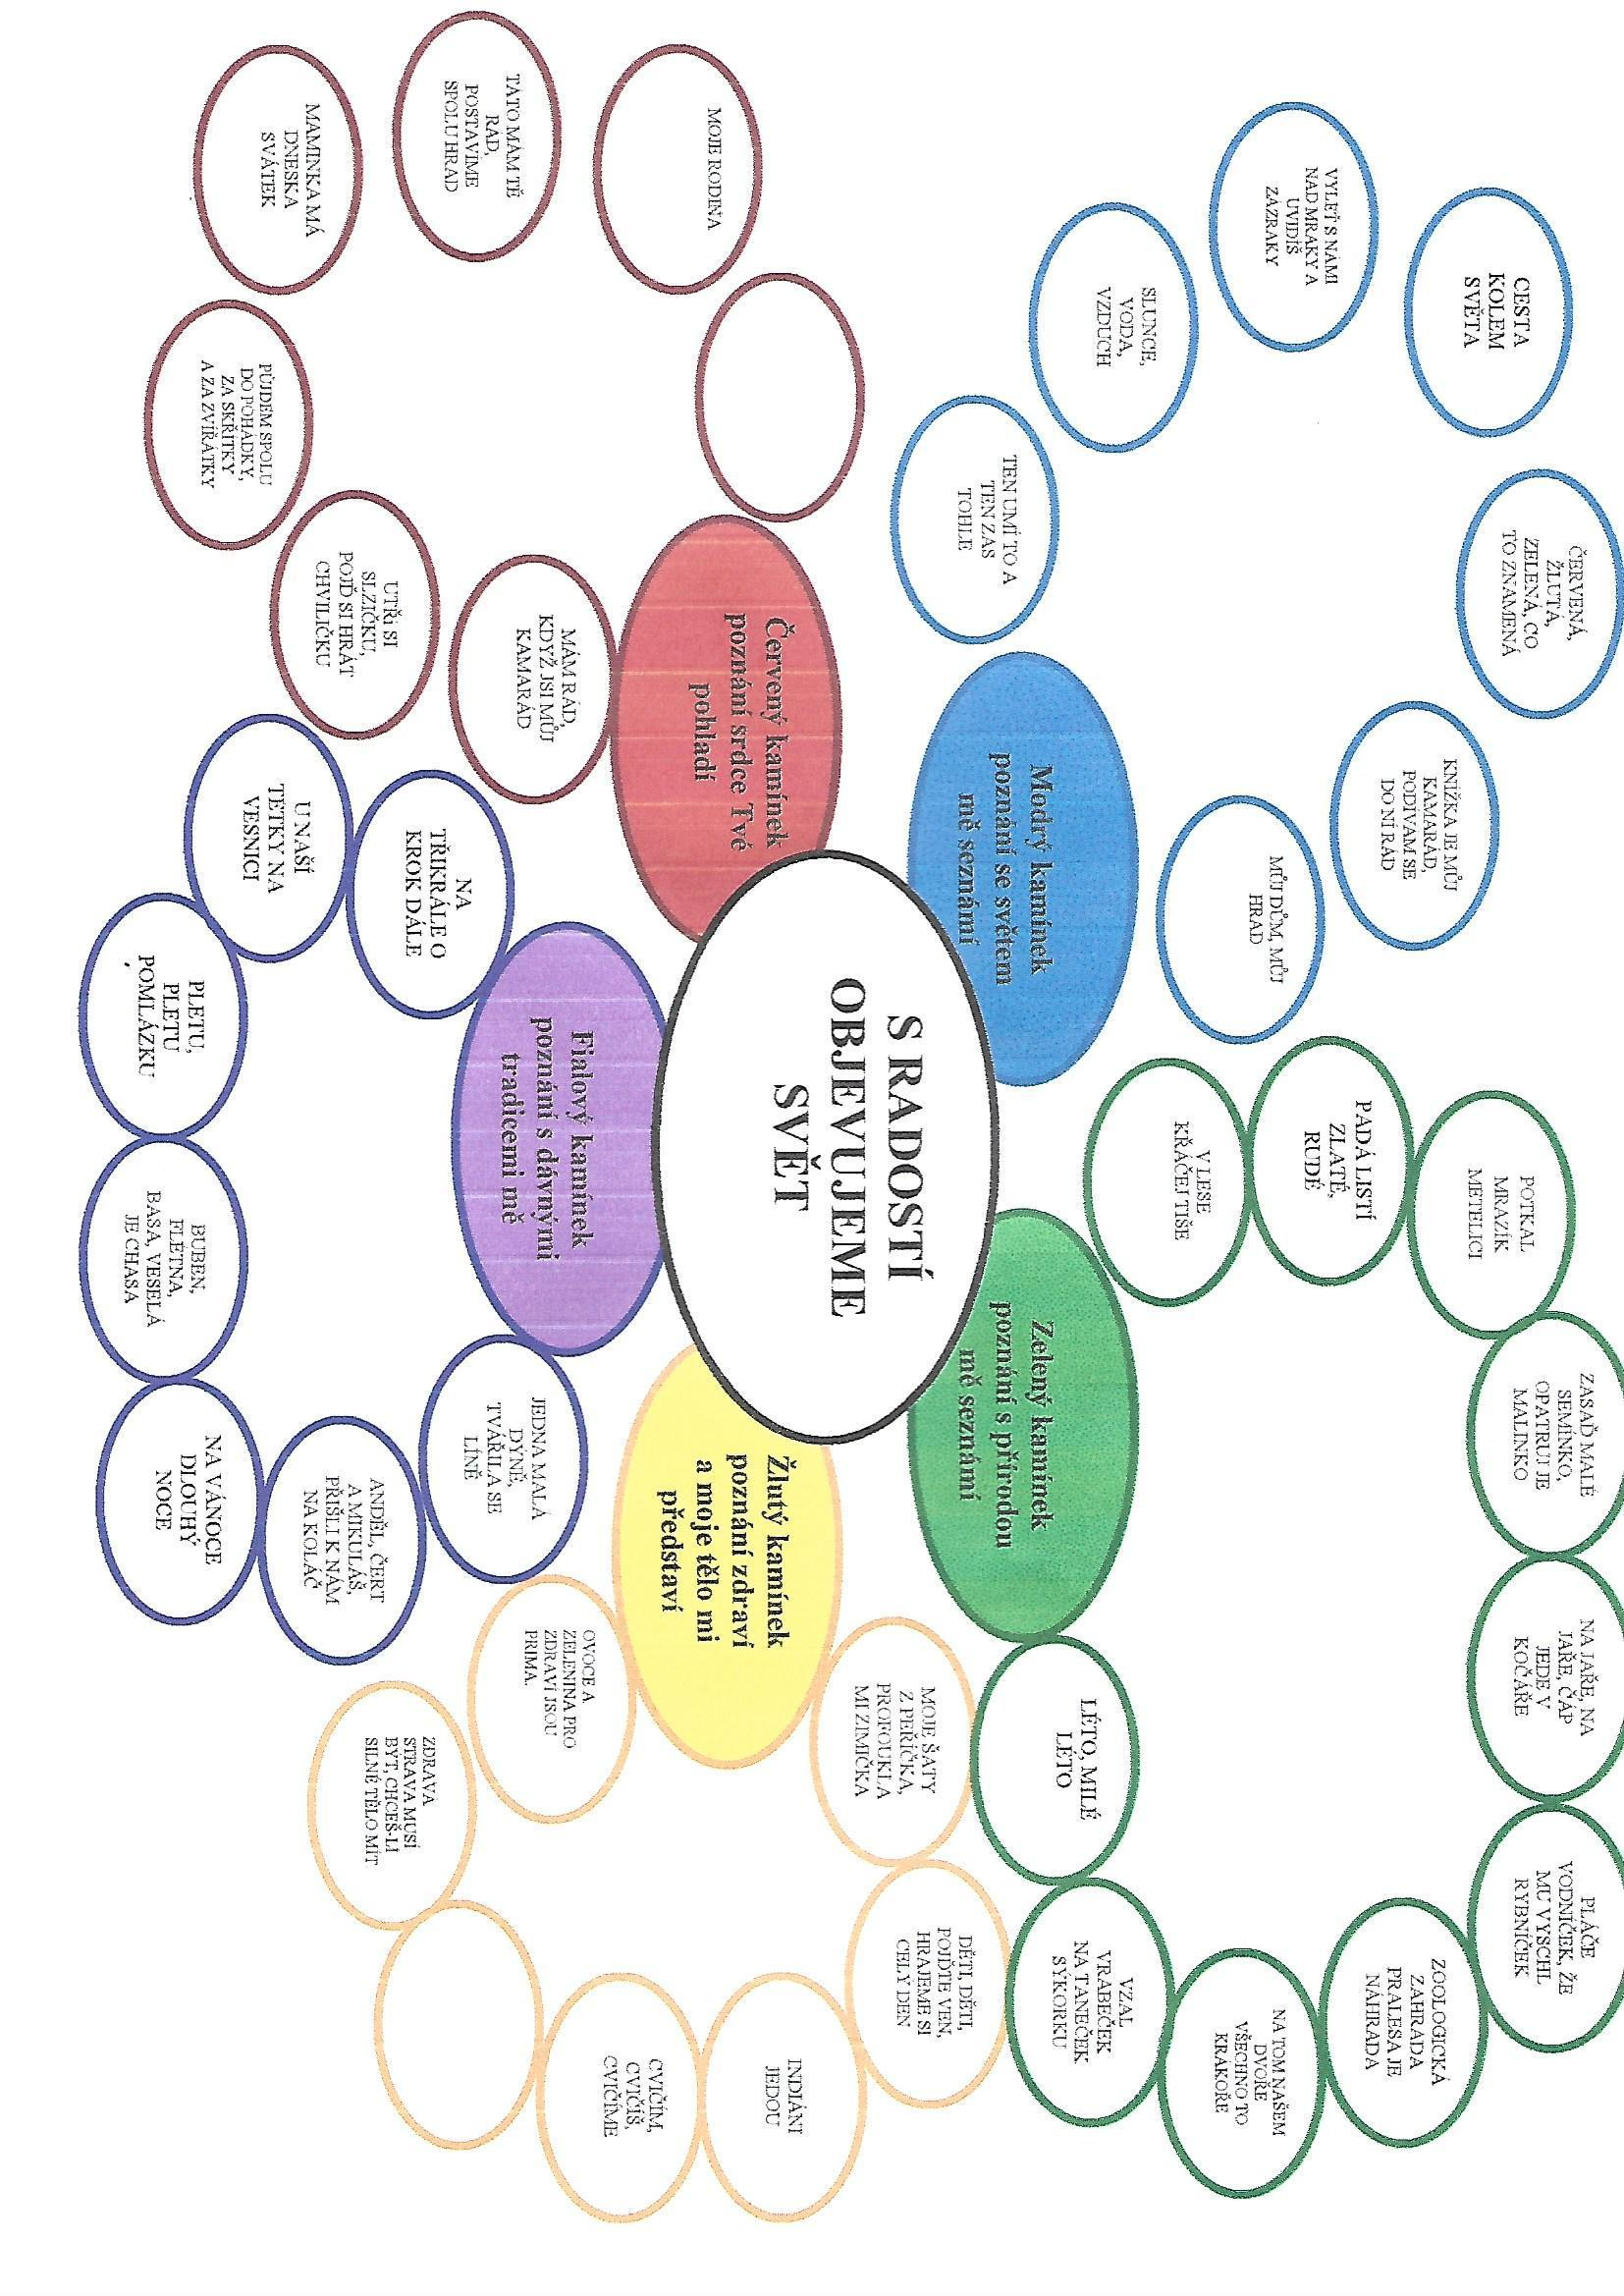 S RADOSTÍ
OBJEVUJEME
SVĚT
Modrý kamínek
poznání se světem
mě seznámí
CESTA
KOLEM
SVĚTA
VYLEŤ S NÁMI
NAD MRAKY A
UVIDÍŠ
ZÁZRAKY
SLUNCE,
VODA,
VZDUCH
TEN UMÍ TO A
TEN ZAS
TOHLE
ČERVENÁ,
ŽLUTÁ,
ZELENÁ, CO
TO ZNAMENÁ
KNÍŽKA JE MŮJ
KAMARÁD,
PODÍVAM SE
DO NÍ RÁD
MŮJ DŮM, MŮJ
HRAD
Zelený kamínek
poznání s přírodou
mě seznámí
V LESE
KRÁČEJ TIŠE
PADÁ LISTÍ
ZLATÉ,
RUDÉ
POTKAL
MRAZÍK
METELICI
ZASAĎ MALÉ
SEMÍNKO,
OPATRUJ JE
MALINKO
NA JAŘE, NA
JAŘE, ČÁP
JEDE V
KOČÁŘE
PLÁČE
VODNÍČEK, ŽE
MU VYSCHL
RYBNÍČEK
ZOOLOGICKÁ
ZAHRADA
PRALESA JE
NÁHRADA
NA TOM NAŠEM
DVOŘE
VŠECHNO TO
KRÁKOŘE
VZAL
VRABEČEK
NA TANEČEK
SÝKORKU
LÉTO, MILÉ
LÉTO
Červený kamínek
poznání srdce Tvé
pohladí
MOJE RODINA
TÁTO MÁM TĚ
RÁD,
POSTAVÍME
SPOLU HRAD
MAMINKA MÁ
DNESKA
SVÁTEK
PŮJDEM SPOLU
DO POHÁDKY,
ZA SKŘÍTKY
A ZA ZVÍŘÁTKY
UTŘI SI
SLZIČKU,
POJĎ SI HRÁT
CHVILIČKU
MÁM RÁD,
KDYŽ JSI MŮJ
KAMARÁD
Fialový kamínek
poznání s dávnými
tradicemi mě
NA
TŘIKRÁLE O
KROK DÁLE
U NAŠÍ
TETKY NA
VESNICI
PLETU,
PLETU
POMLÁZKU
,
BUBEN,
FLÉTNA,
BASA, VESELÁ
JE CHASA
NA VÁNOCE
DLOUHÝ
NOCE
ANDĚL, ČERT
A MIKULÁŠ,
PŘIŠLI K NÁM
NA KOLÁČ
JEDNA MALÁ
DÝNĚ,
TVÁŘILA SE
LÍNĚ
Žlutý kamínek
poznání zdraví
a moje tělo mi
představí
MOJE ŠATY
Z PEŘÍČKA,
PROFOUKLA
MI ZIMIČKA
DĚTI, DĚTI,
POJĎTE VEN,
HRAJEME SI
CELÝ DEN
INDIÁNI
JEDOU
CVIČÍM,
CVIČÍŠ,
CVIČÍME
ZDRAVÁ
STRAVA MUSÍ
BÝT, CHCEŠ-LI
SILNÉ TĚLO MÍT
OVOCE A
ZELENINA PRO
ZDRAVÍ JSOU
PRIMA.